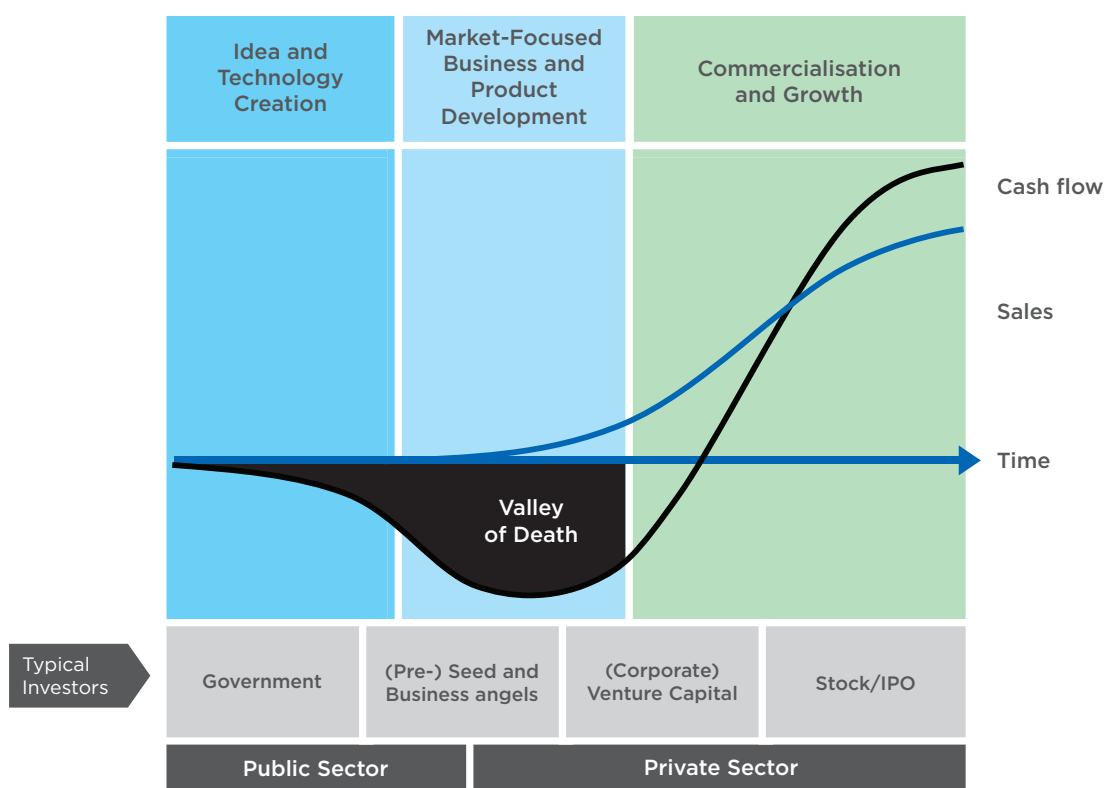 Idea and
Technology
Creation
Market-Focused
Business and
Product
Development
Commercialisation
and Growth
Cash flow
Sales
Time
Valley
of Death
Typical
Investors
Government
(Pre-) Seed and
Business angels
(Corporate)
Venture Capital
Stock/IPO
Public Sector
Private Sector